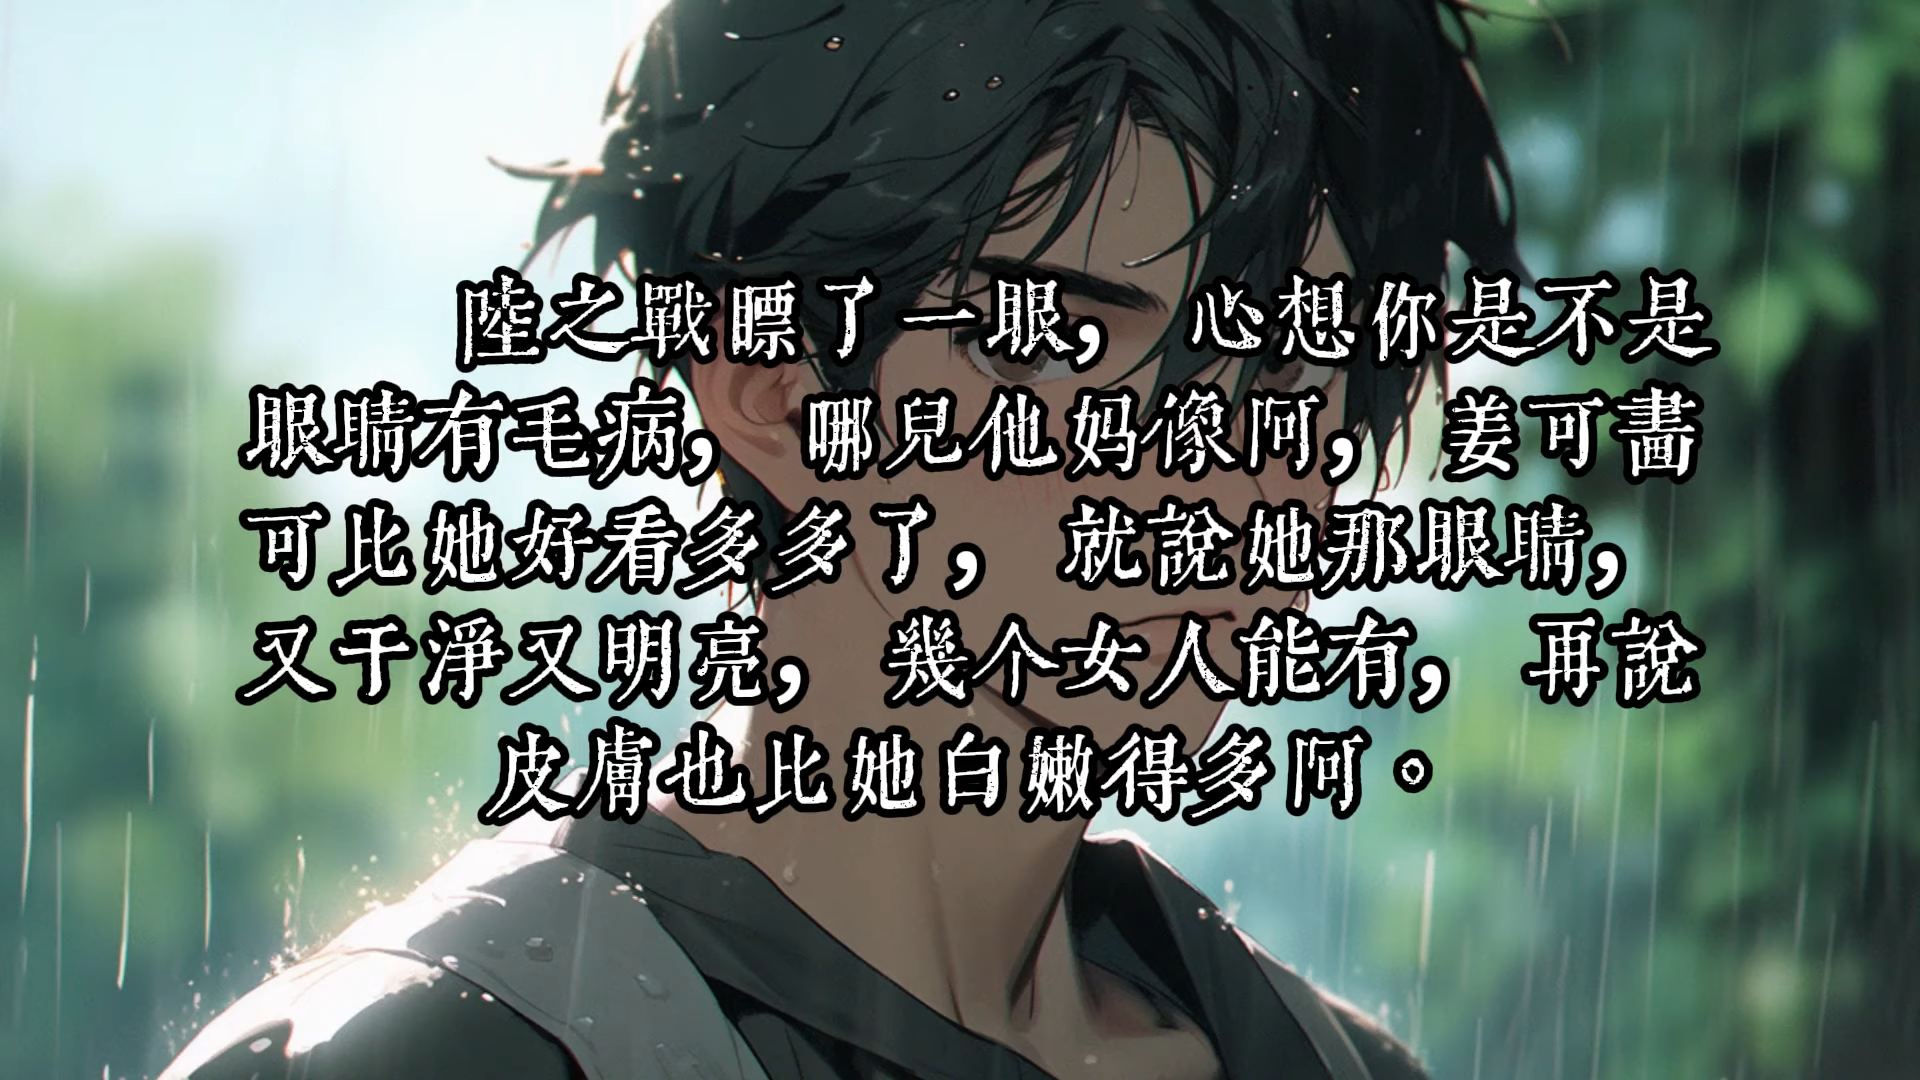 陸之戰瞟了一眼，心想你是不是
眼睛有毛病，哪兒他妈像阿，姜可畵
可比她好看多多了，就說她那眼睛，
又干淨又明亮，幾个女人能有，再說
皮膚也比她白嫩得多阿。